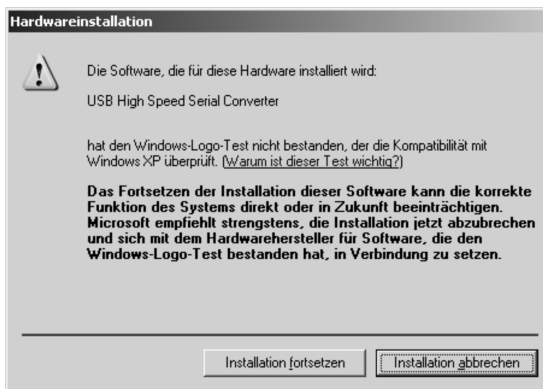 Hardwareinstallation
Die Software, die für diese Hardware installiert wird:
USB High Speed Serial Converter
hat den Windows-Logo-Test nicht bestanden, der die Kompatibilität mit
Windows XP überprüft. (Warum ist dieser Test wichtig?)
Das Fortsetzen der Installation dieser Software kann die korrekte
Funktion des Systems direkt oder in Zukunft beeinträchtigen.
Microsoft empfiehlt strengstens, die Installation jetzt abzubrechen
und sich mit dem Hardwarehersteller für Software, die den
Windows-Logo-Test bestanden hat, in Verbindung zu setzen.
Installation fortsetzen
Installation abbrechen